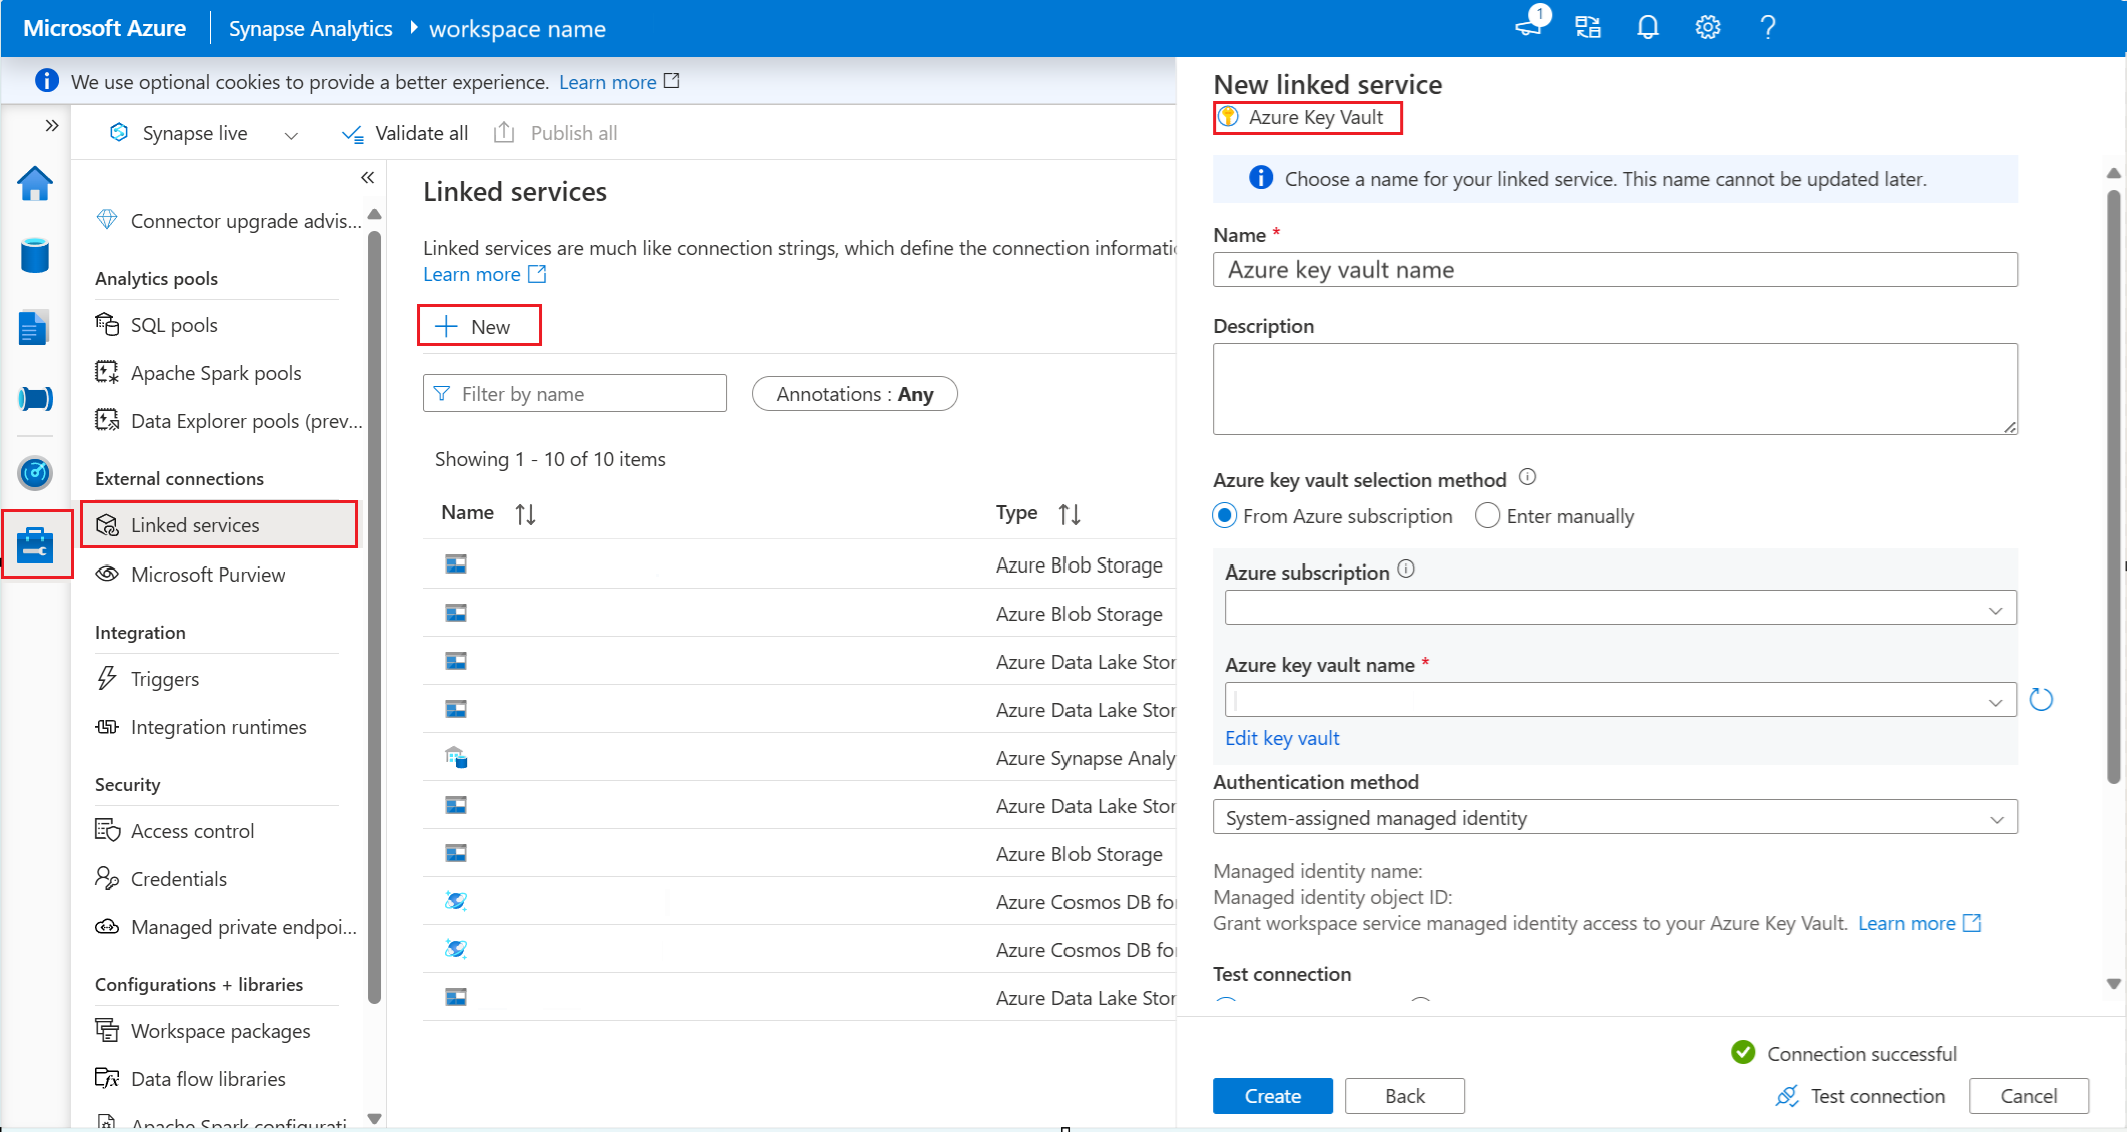 Microsoft Azure
Synapse Analytics
workspace name
1
?
We use optional cookies to provide a better experience. Learn more
Synapse live
Validate all
Publish all
Connector upgrade advis...
Analytics pools
SQL pools
Apache Spark pools
Data Explorer pools (prev...
External connections
Linked services
Microsoft Purview
Integration
Triggers
Integration runtimes
Security
Access control
Credentials
Managed private endpoi...
Configurations + libraries
Workspace packages
Data flow libraries
Apache Spark configurati
Linked services
Linked services are much like connection strings, which define the connection informati
Learn more
New
Filter by name
Annotations : Any
Showing 1 - 10 of 10 items
Name
Type
Azure Blob Storage
Azure Blob Storage
Azure Data Lake Stor
Azure Data Lake Stor
Azure Synapse Analy
Azure Data Lake Stor
Azure Blob Storage
Azure Cosmos DB fo
Azure Cosmos DB fo
Azure Data Lake Stor
New linked service
Azure Key Vault
Choose a name for your linked service. This name cannot be updated later.
Name *
Azure key vault name
Description
Azure key vault selection method
From Azure subscription
Enter manually
Azure subscription
Azure key vault name *
Edit key vault
Authentication method
System-assigned managed identity
Managed identity name:
Managed identity object ID:
Grant workspace service managed identity access to your Azure Key Vault. Learn more
Test connection
Connection successful
Create
Back
Test connection
Cancel